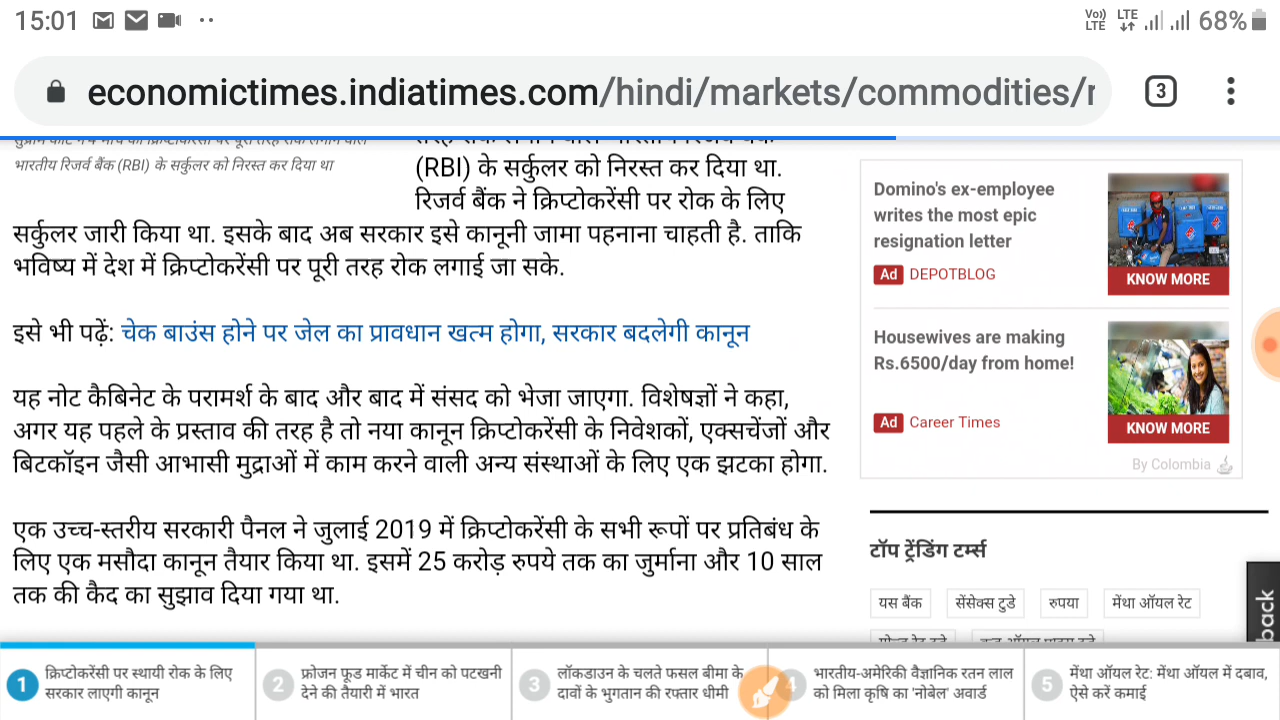 15:01
Vo)) LTE LTE 68%
economictimes.indiatimes.com/hindi/markets/commodities/
3
भारतीय रिजर्व बैंक (RBI) के सर्कुलर को निरस्त कर दिया था
(RBI) के सर्कुलर को निरस्त कर दिया था.
रिजर्व बैंक ने क्रिप्टोकरेंसी पर रोक के लिए
सर्कुलर जारी किया था. इसके बाद अब सरकार इसे कानूनी जामा पहनाना चाहती है. ताकि
भविष्य में देश में क्रिप्टोकरेंसी पर पूरी तरह रोक लगाई जा सके.
इसे भी पढ़ें: चेक बाउंस होने पर जेल का प्रावधान खत्म होगा, सरकार बदलेगी कानून
यह नोट कैबिनेट के परामर्श के बाद और बाद में संसद को भेजा जाएगा. विशेषज्ञों ने कहा,
अगर यह पहले के प्रस्ताव की तरह है तो नया कानून क्रिप्टोकरेंसी के निवेशकों, एक्सचेंजों और
बिटकॉइन जैसी आभासी मुद्राओं में काम करने वाली अन्य संस्थाओं के लिए एक झटका होगा.
एक उच्च-स्तरीय सरकारी पैनल ने जुलाई 2019 में क्रिप्टोकरेंसी के सभी रूपों पर प्रतिबंध के
लिए एक मसौदा कानून तैयार किया था. इसमें 25 करोड़ रुपये तक का जुर्माना और 10 साल
तक की कैद का सुझाव दिया गया था.
Domino's ex-employee
writes the most epic
resignation letter
Ad DEPOTBLOG
KNOW MORE
Housewives are making
Rs.6500/day from home!
Ad Career Times
KNOW MORE
By Colombia
टॉप ट्रेंडिंग टर्म्स
यस बैंक सेंसेक्स टुडे रुपया मेंथा ऑयल रेट
back
1 क्रिप्टोकरेंसी पर स्थायी रोक के लिए
सरकार लाएगी कानून
2 फ्रोजन फूड मार्केट में चीन को पटखनी
देने की तैयारी में भारत
3 लॉकडाउन के चलते फसल बीमा के
दावों के भुगतान की रफ्तार धीमी
4 भारतीय-अमेरिकी वैज्ञानिक रतन लाल
को मिला कृषि का 'नोबेल' अवार्ड
5 मेंथा ऑयल रेट: मेंथा ऑयल में दबाव,
ऐसे करें कमाई